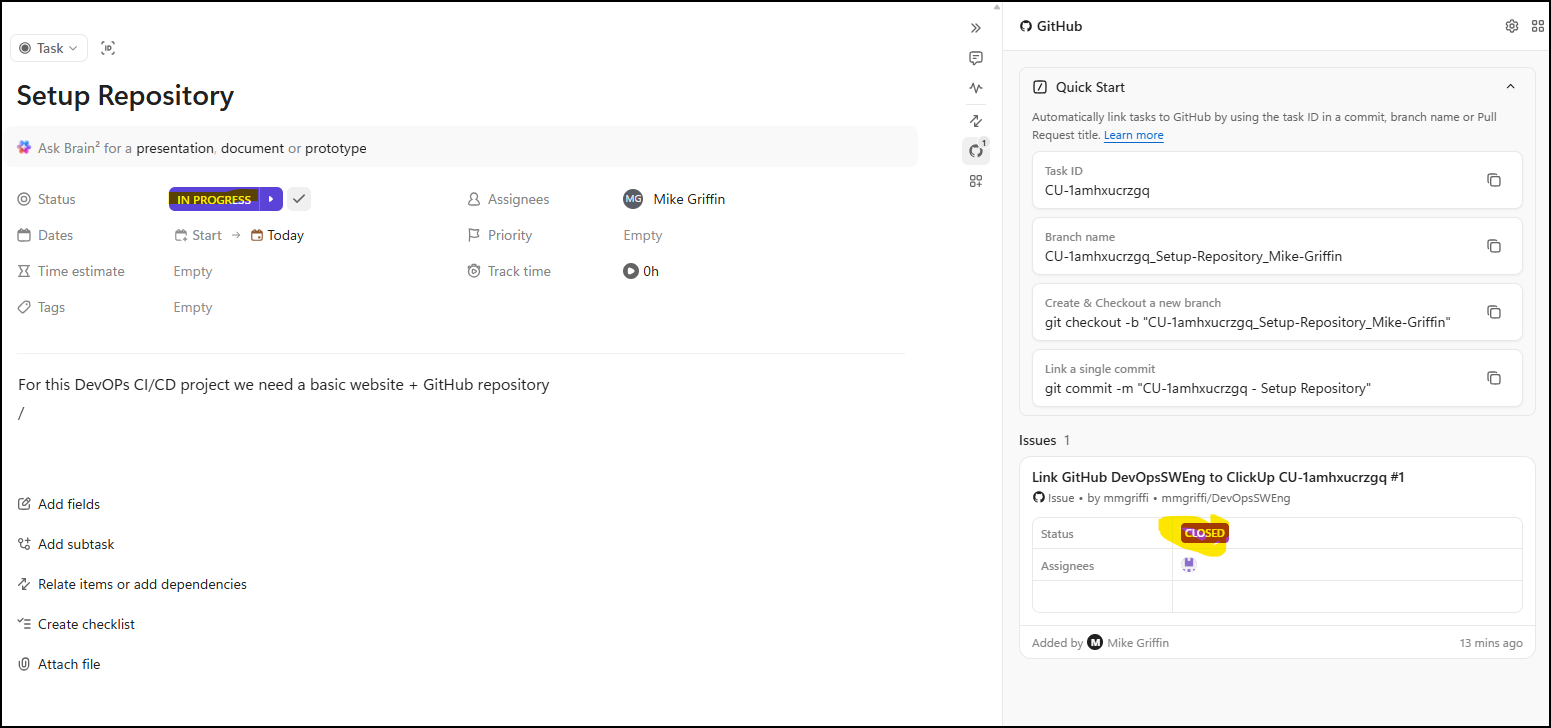 Task
ID
Setup Repository
Ask Brain² for a presentation, document or prototype
Status
IN PROGRESS
Assignees
MG Mike Griffin
Dates
Start → Today
Priority
Empty
Time estimate
Empty
Track time
0h
Tags
Empty
For this DevOPs CI/CD project we need a basic website + GitHub repository
/
Add fields
Add subtask
Relate items or add dependencies
Create checklist
Attach file
1
GitHub
Quick Start
Automatically link tasks to GitHub by using the task ID in a commit, branch name or Pull
Request title. Learn more
Task ID
CU-1amhxucrzgq
Branch name
CU-1amhxucrzgq_Setup-Repository_Mike-Griffin
Create & Checkout a new branch
git checkout -b "CU-1amhxucrzgq_Setup-Repository_Mike-Griffin"
Link a single commit
git commit -m "CU-1amhxucrzgq - Setup Repository"
Issues 1
Link GitHub DevOpsSWEng to ClickUp CU-1amhxucrzgq #1
Issue • by mmgriffi • mmgriffi/DevOpsSWEng
Status
CLOSED
Assignees
Added by M Mike Griffin
13 mins ago